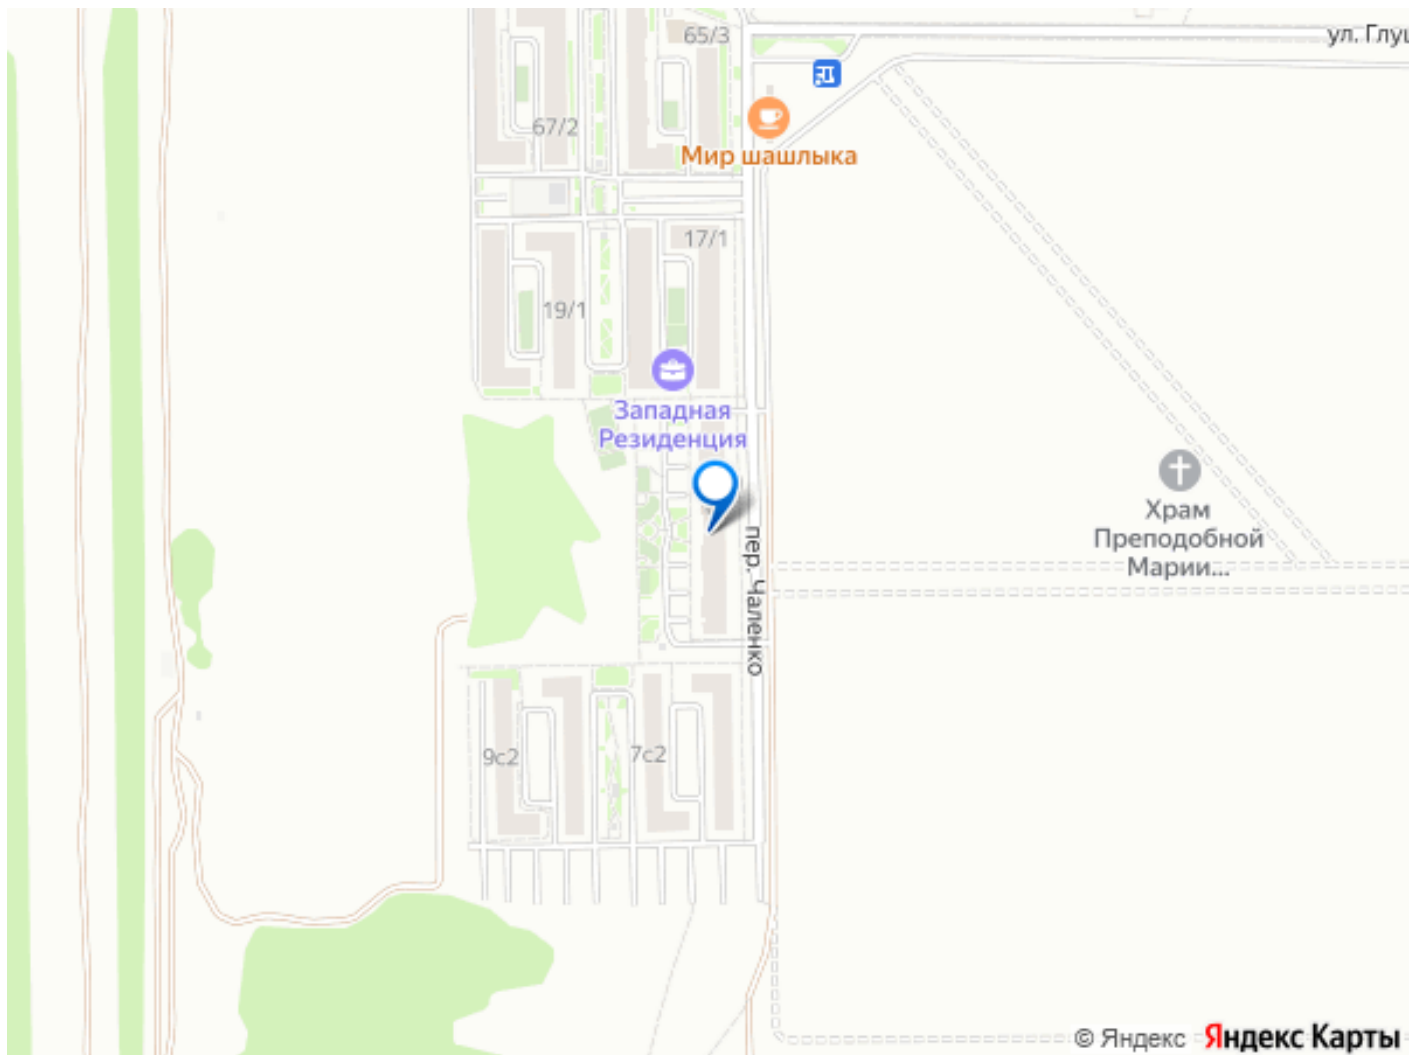 65/3
ул. Глуш
67/2
Мир шашлыка
17/1
19/1
Западная
Резиденция
Храм
Преподобной
Марии...
пер. Чаленко
9с2
7с2
© Яндекс Яндекс Карты